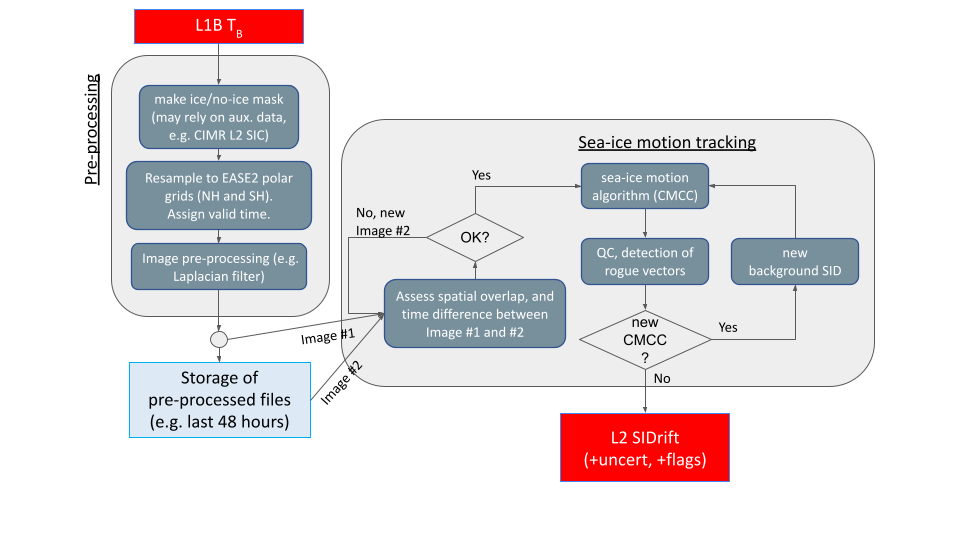 L1B TB
Pre-processing
make ice/no-ice mask
(may rely on aux. data,
e.g. CIMR L2 SIC)
Resample to EASE2 polar
grids (NH and SH).
Assign valid time.
Image pre-processing (e.g.
Laplacian filter)
Storage of
pre-processed files
(e.g. last 48 hours)
Image #1
Image #2
Sea-ice motion tracking
Yes
No, new
Image #2
OK?
Assess spatial overlap, and
time difference between
Image #1 and #2
sea-ice motion
algorithm (CMCC)
QC, detection of
rogue vectors
new
background SID
new
CMCC
?
Yes
No
L2 SIDrift
(+uncert, +flags)